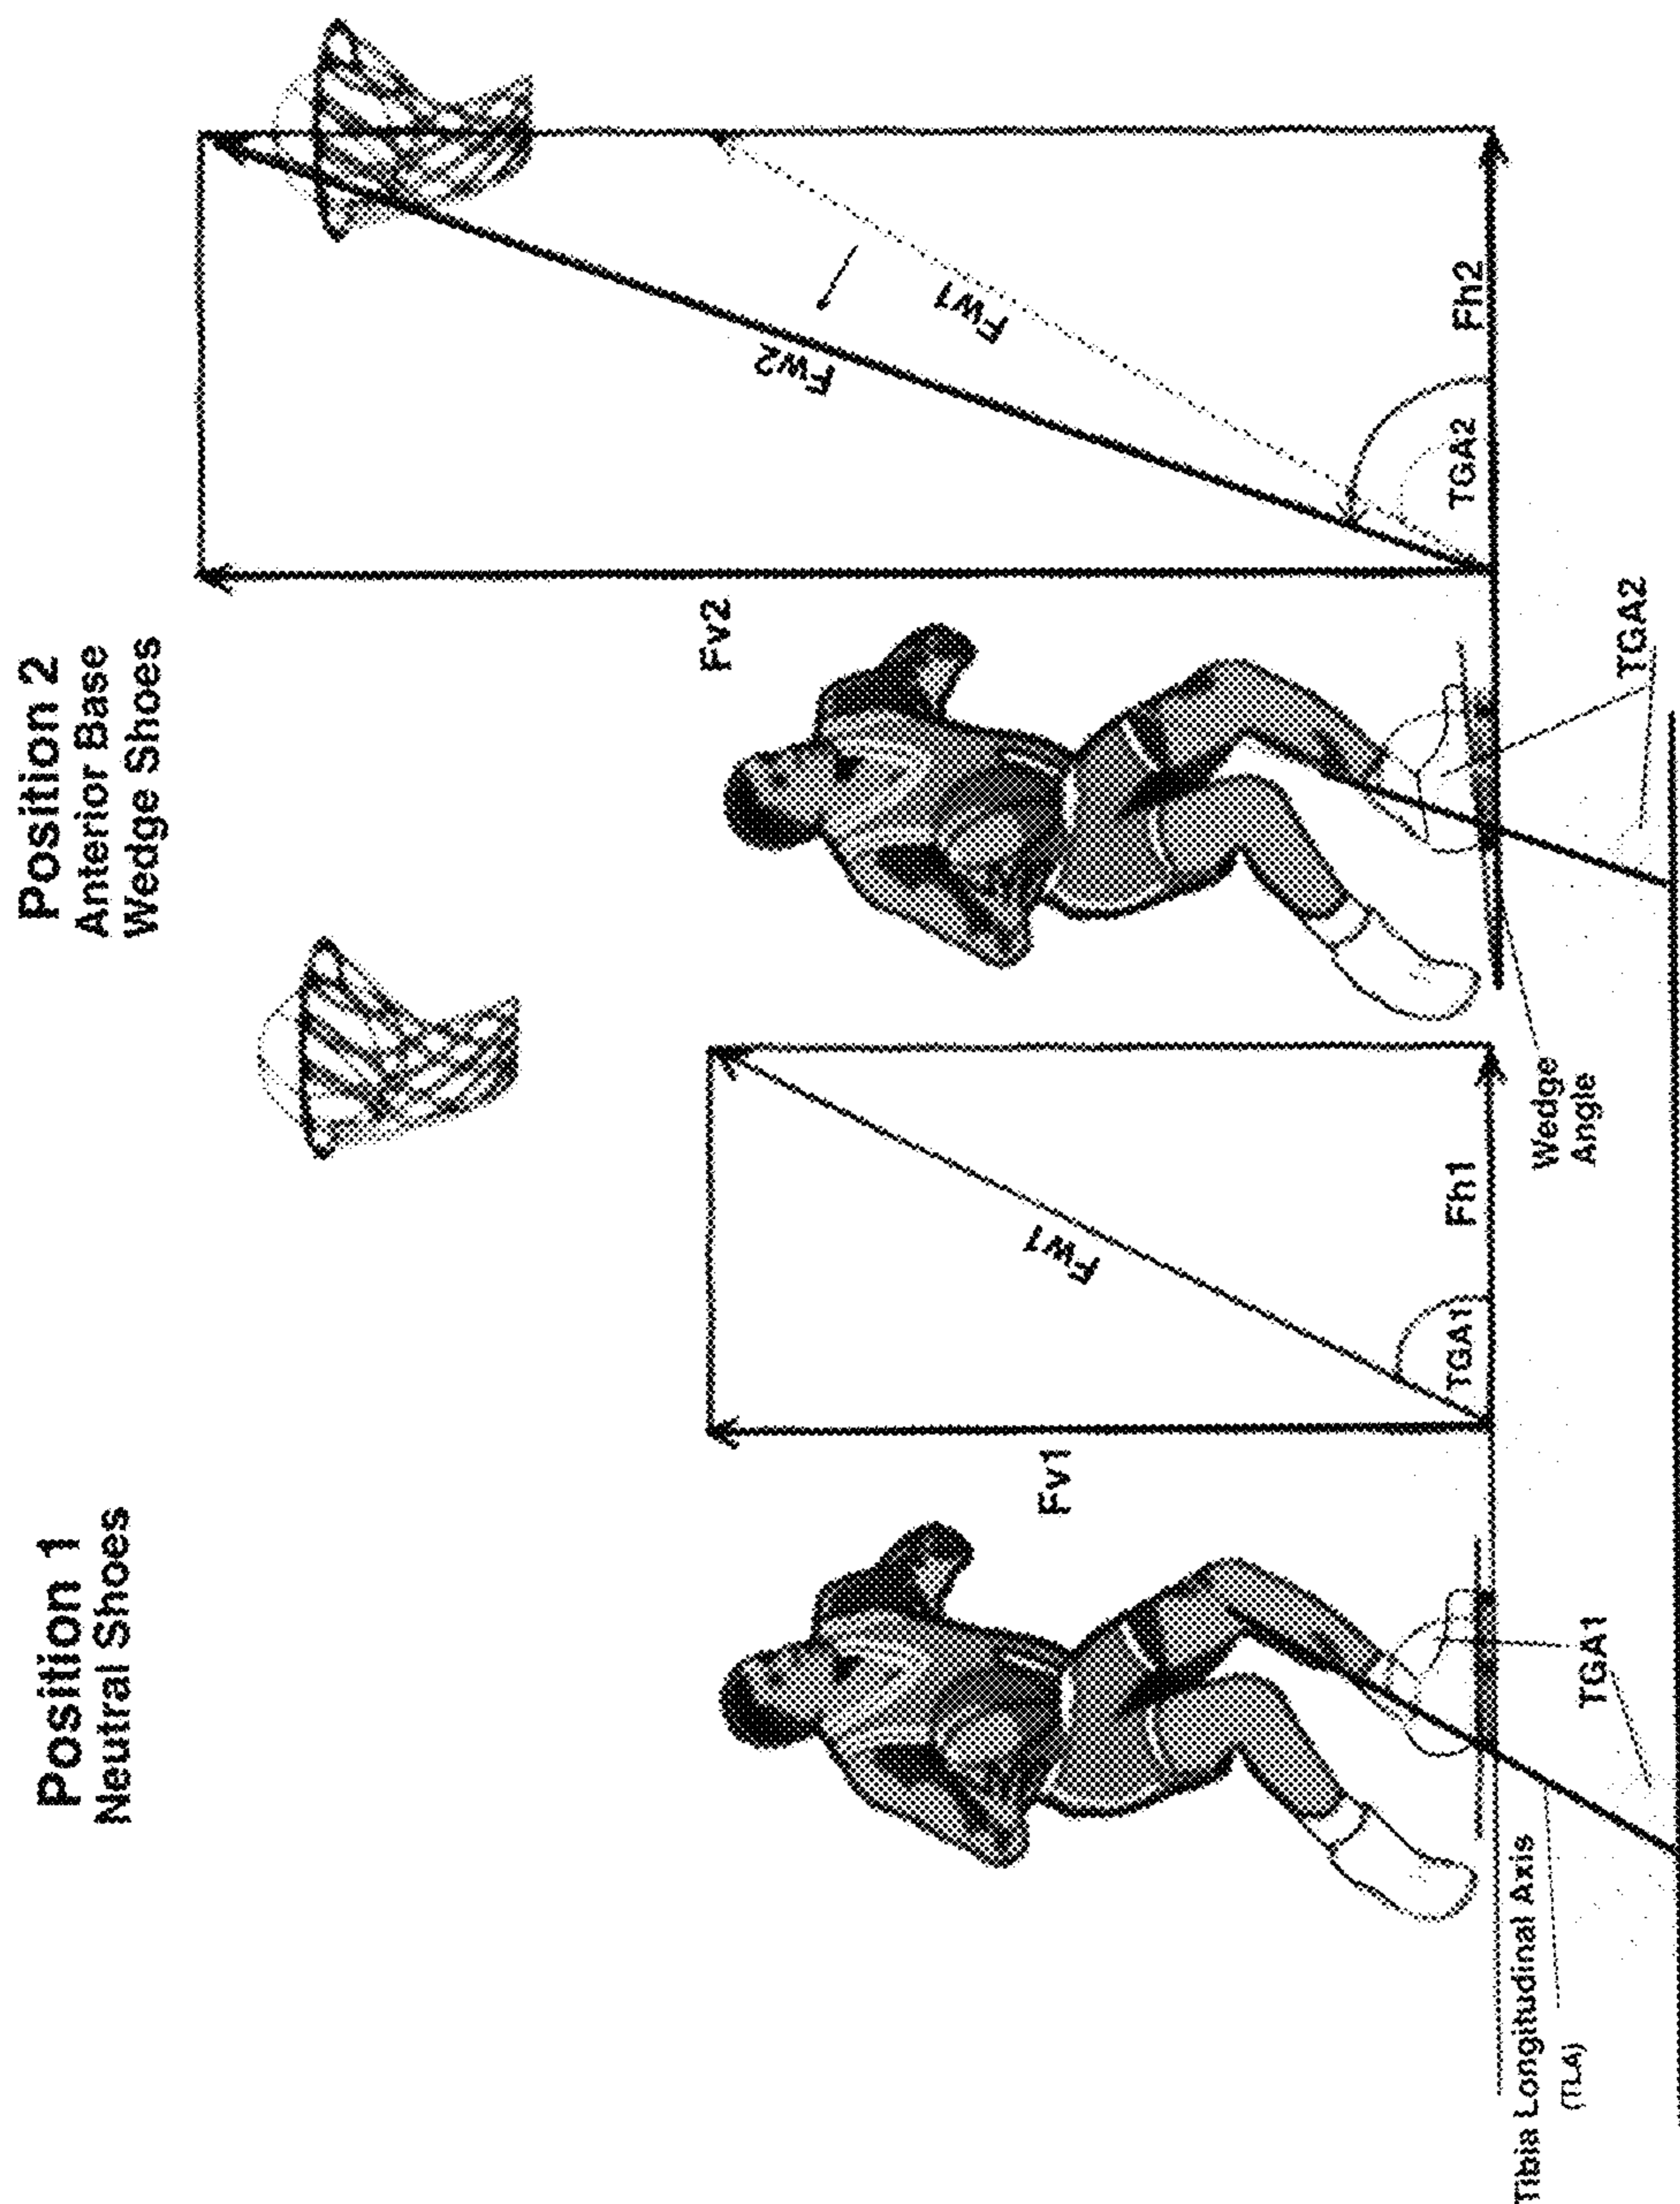 Position 1
Neutral Shoes
Position 2
Anterior Base
Wedge Shoes
Fv1
Fw1
TGA1
Fh1
Fv2
Fw2
Fw1
TGA2
Fh2
Tibia Longitudinal Axis
(TLA)
TGA1
Wedge
Angle
TGA2